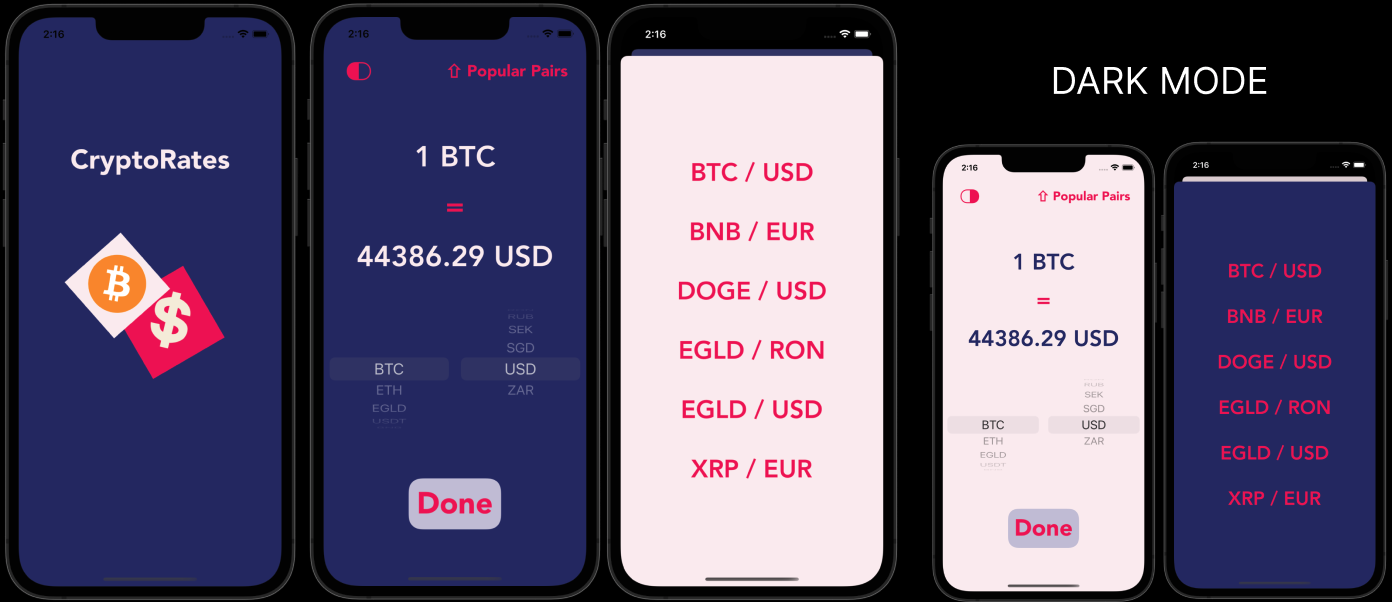 2:16
CryptoRates
2:16
Popular Pairs
1 BTC
=
44386.29 USD
RUB
SEK
SGD
BTC USD
ETH ZAR
EGLD
USDT
Done
2:16
BTC / USD
BNB / EUR
DOGE / USD
EGLD / RON
EGLD / USD
XRP / EUR
DARK MODE
2:16
Popular Pairs
1 BTC
=
44386.29 USD
RUB
SEK
SGD
BTC USD
ETH ZAR
EGLD
USDT
Done
2:16
BTC / USD
BNB / EUR
DOGE / USD
EGLD / RON
EGLD / USD
XRP / EUR